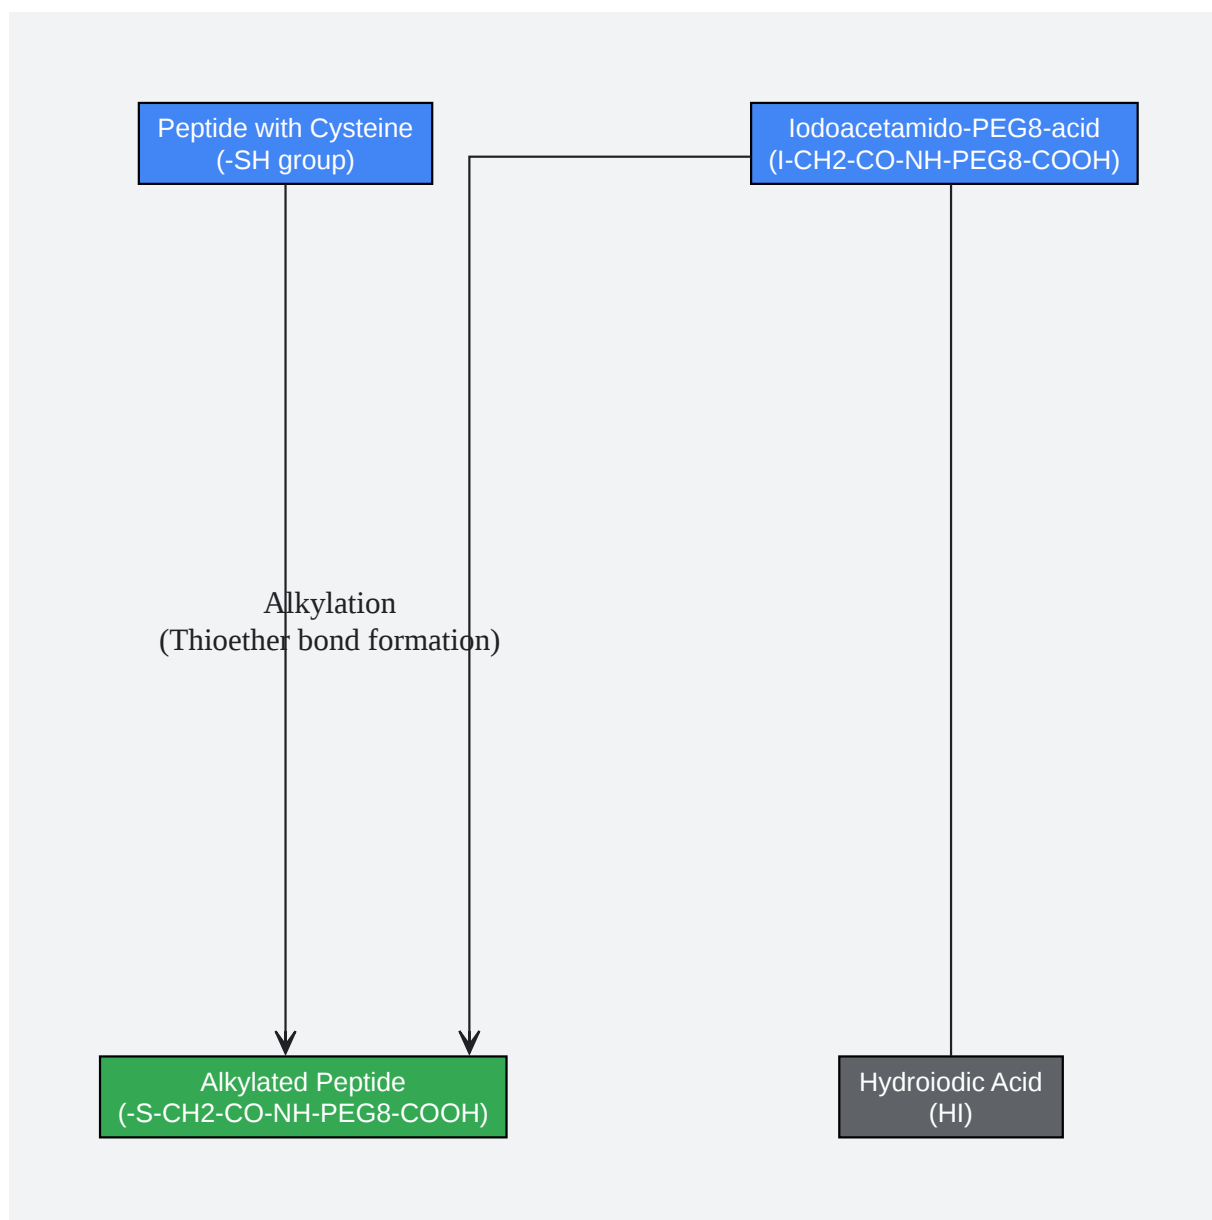 Peptide with Cysteine
(-SH group)
Iodoacetamido-PEG8-acid
(I-CH2-CO-NH-PEG8-COOH)
Alkylation
(Thioether bond formation)
Alkylated Peptide
(-S-CH2-CO-NH-PEG8-COOH)
Hydroiodic Acid
(HI)